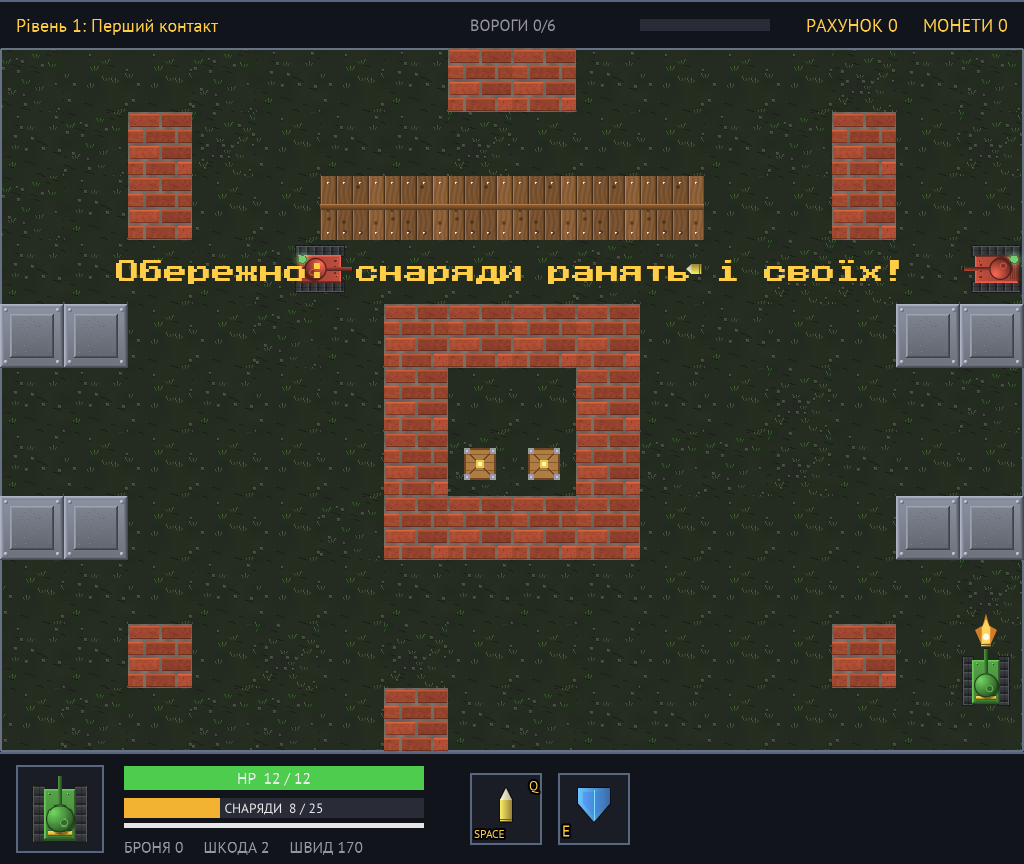 Рівень 1: Перший контакт
ВОРОГИ 0/6
РАХУНОК 0
МОНЕТИ 0
Обережно: снаряди ранять і своїх!
HP 12 / 12
СНАРЯДИ 8 / 25
БРОНЯ 0
ШКОДА 2
ШВИД 170
Q
SPACE
E